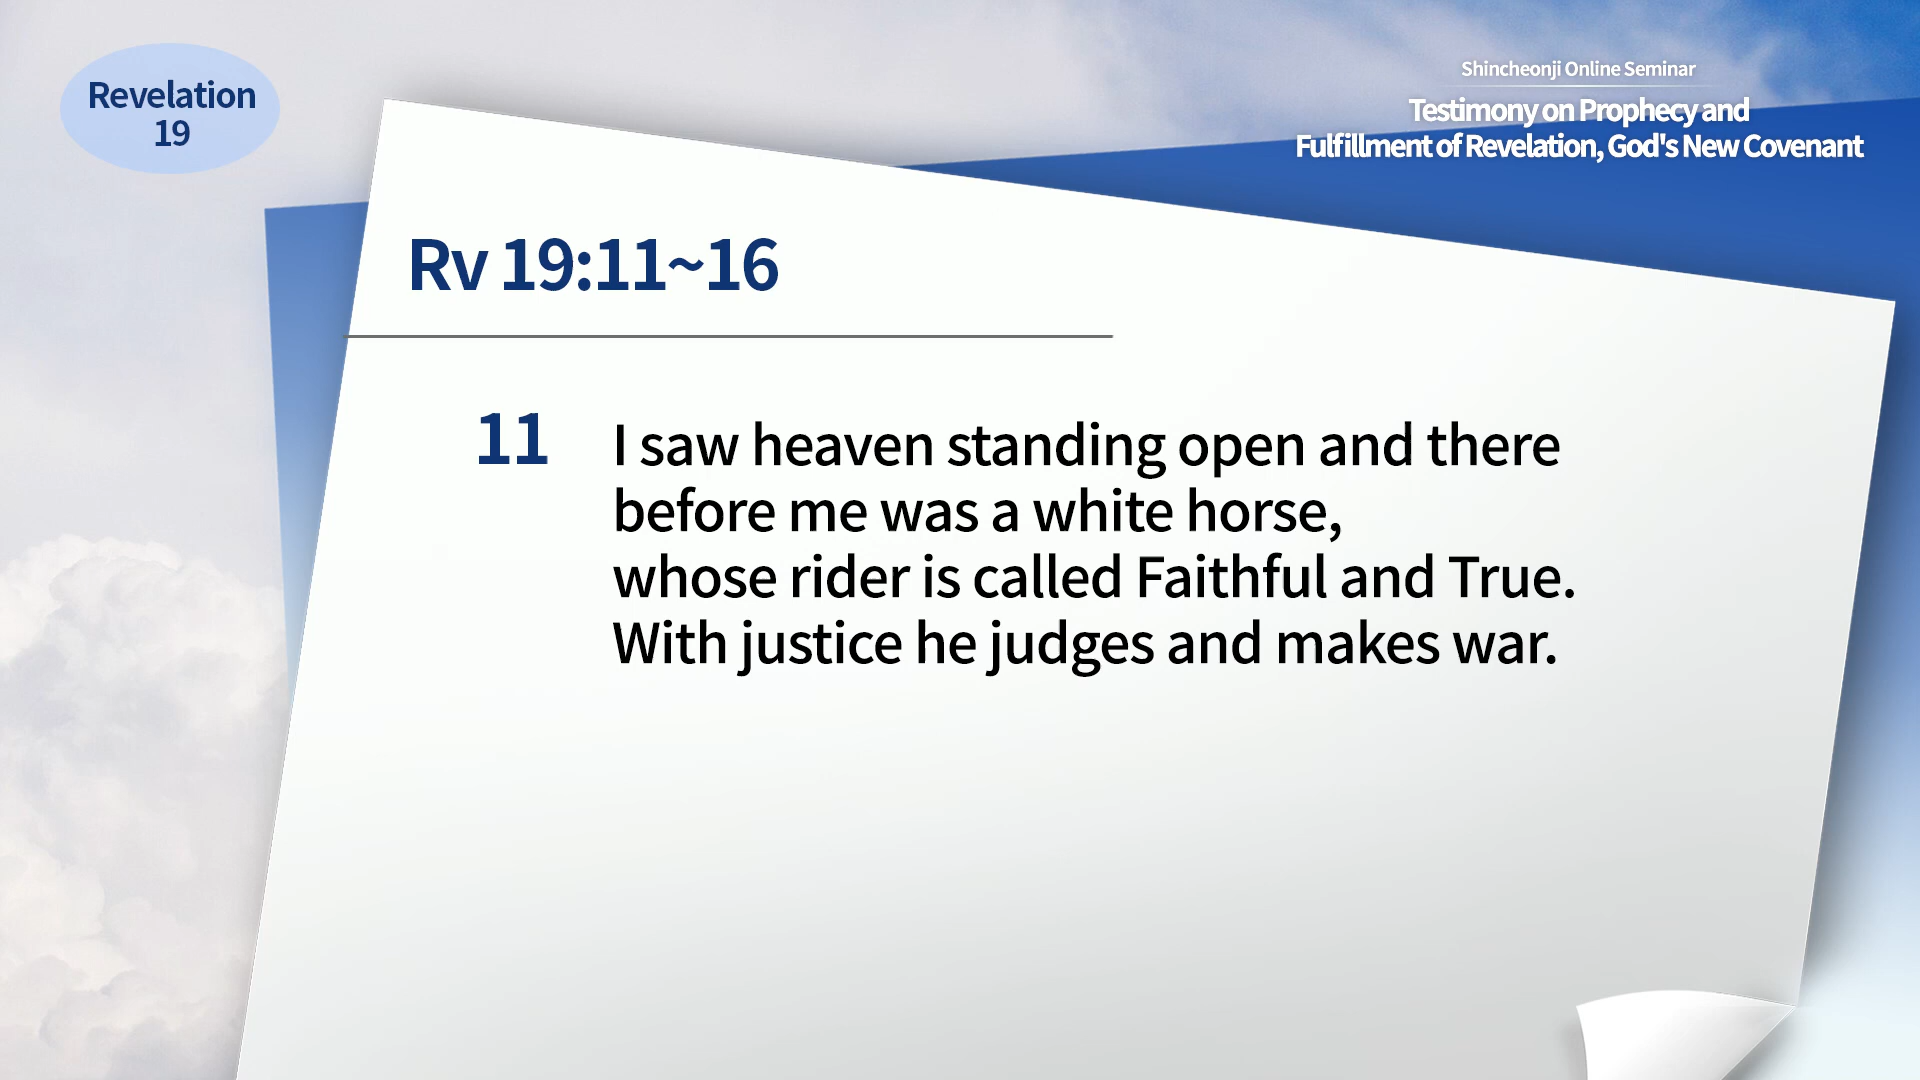 Revelation
19
Shincheonji Online Seminar
Testimony on Prophecy and
Fulfillment of Revelation, God's New Covenant
Rv 19:11~16
11 I saw heaven standing open and there
before me was a white horse,
whose rider is called Faithful and True.
With justice he judges and makes war.